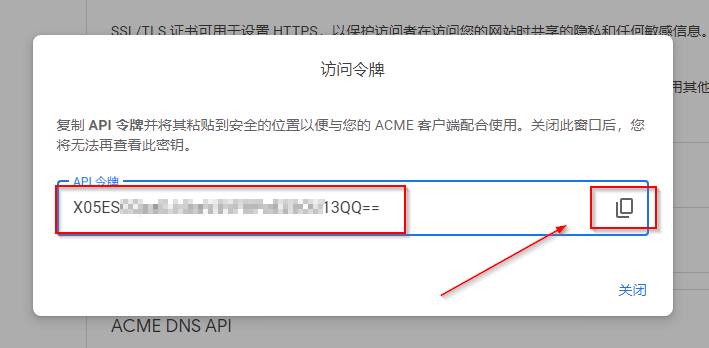 SSL/TLS 证书可用于设置 HTTPS，以保护访问者在访问您的网站时共享的隐私和任何敏感信息。
用其他
访问令牌
复制 API 令牌并将其粘贴到安全的位置以便与您的 ACME 客户端配合使用。关闭此窗口后，您
将无法再查看此密钥。
API 令牌
X05ES 13QQ==
关闭
ACME DNS API